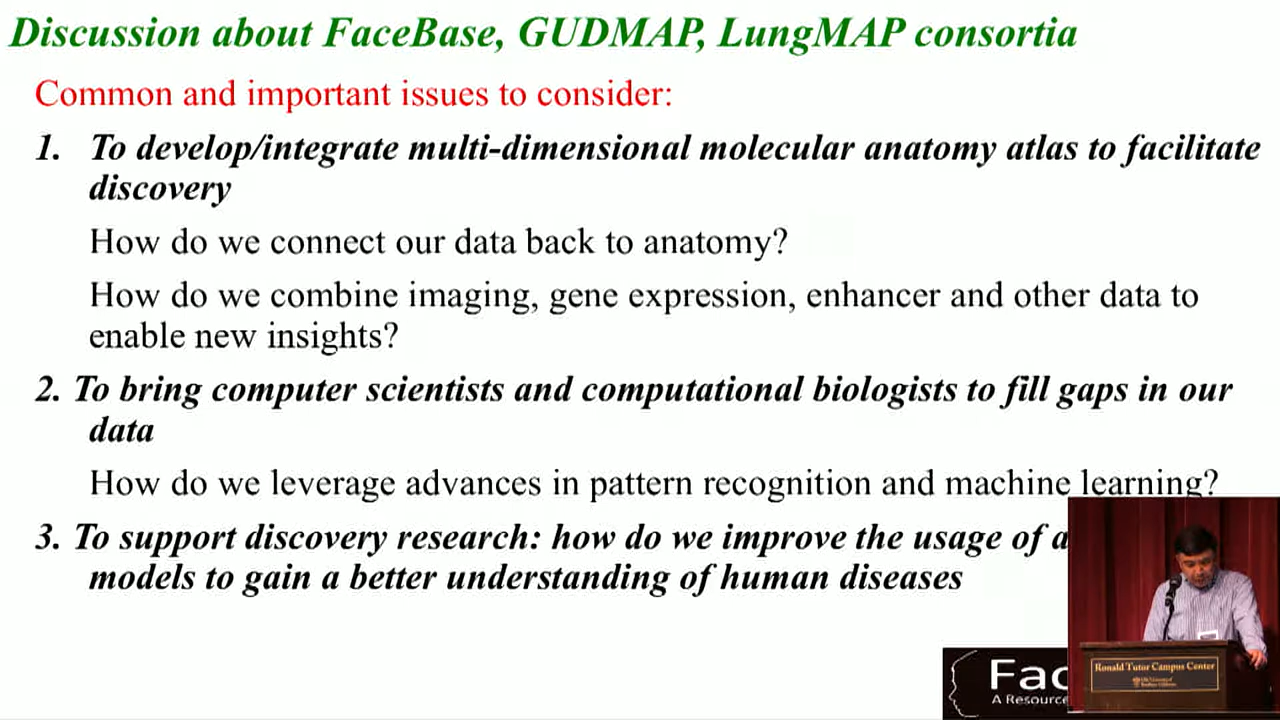 Discussion about FaceBase, GUDMAP, LungMAP consortia
Common and important issues to consider:
1. To develop/integrate multi-dimensional molecular anatomy atlas to facilitate
discovery
How do we connect our data back to anatomy?
How do we combine imaging, gene expression, enhancer and other data to
enable new insights?
2. To bring computer scientists and computational biologists to fill gaps in our
data
How do we leverage advances in pattern recognition and machine learning?
3. To support discovery research: how do we improve the usage of a
models to gain a better understanding of human diseases
Fac
A Resource
Ronald Tutor Campus Center